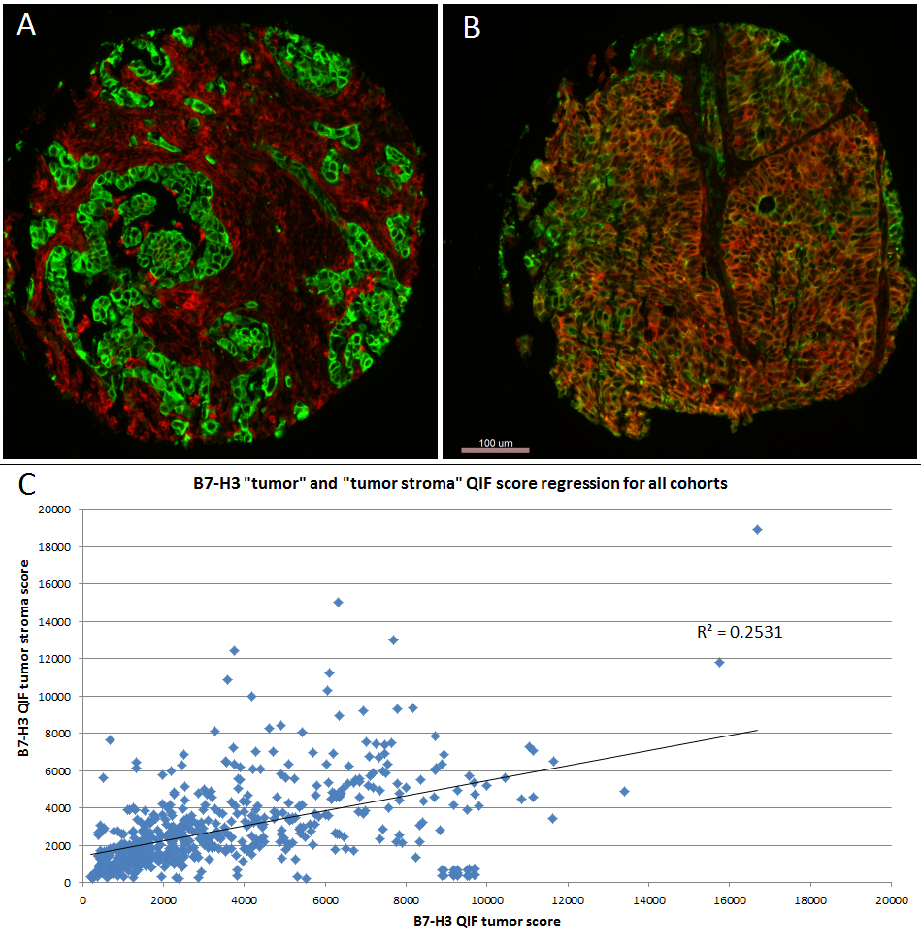 A
B
100 um
C
B7-H3 "tumor" and "tumor stroma" QIF score regression for all cohorts
B7-H3 QIF tumor stroma score
20000
18000
16000
14000
12000
10000
8000
6000
4000
2000
0
R² = 0.2531
0 2000 4000 6000 8000 10000 12000 14000 16000 18000 20000
B7-H3 QIF tumor score